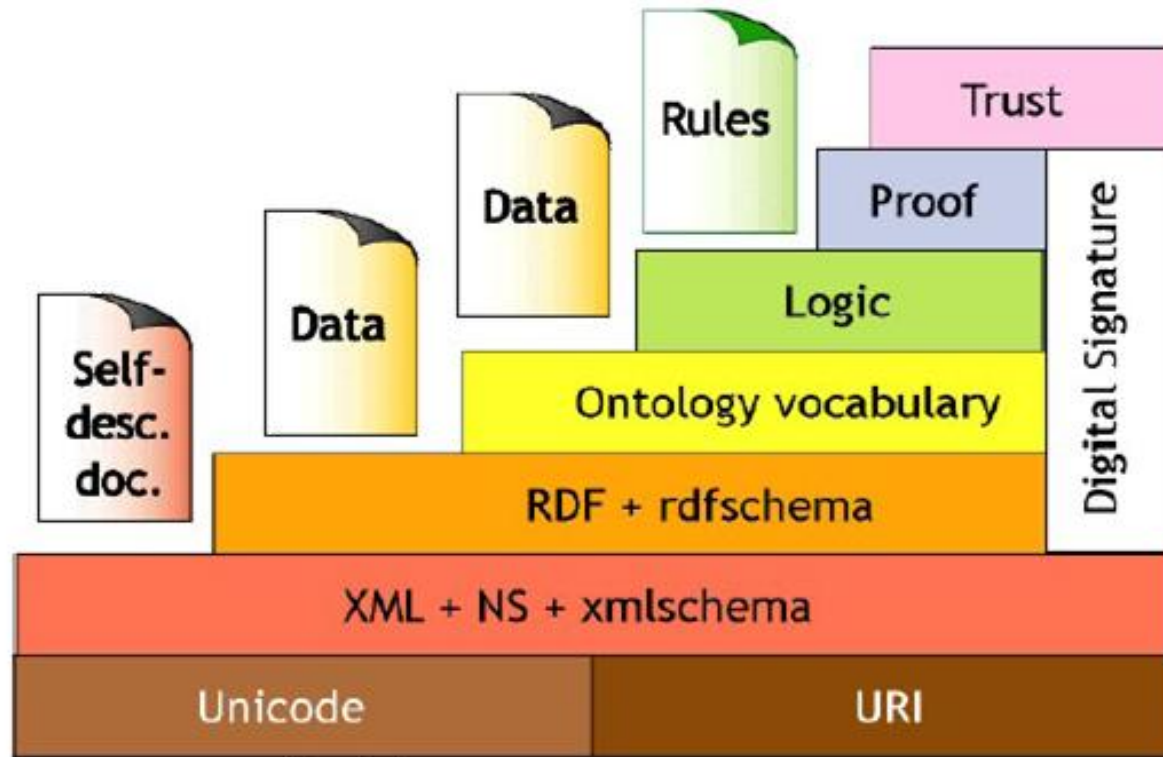 Rules
Trust
Data
Proof
Data
Logic
Self-
desc.
doc.
Ontology vocabulary
Digital Signature
RDF + rdfschema
XML + NS + xmlschema
Unicode
URI